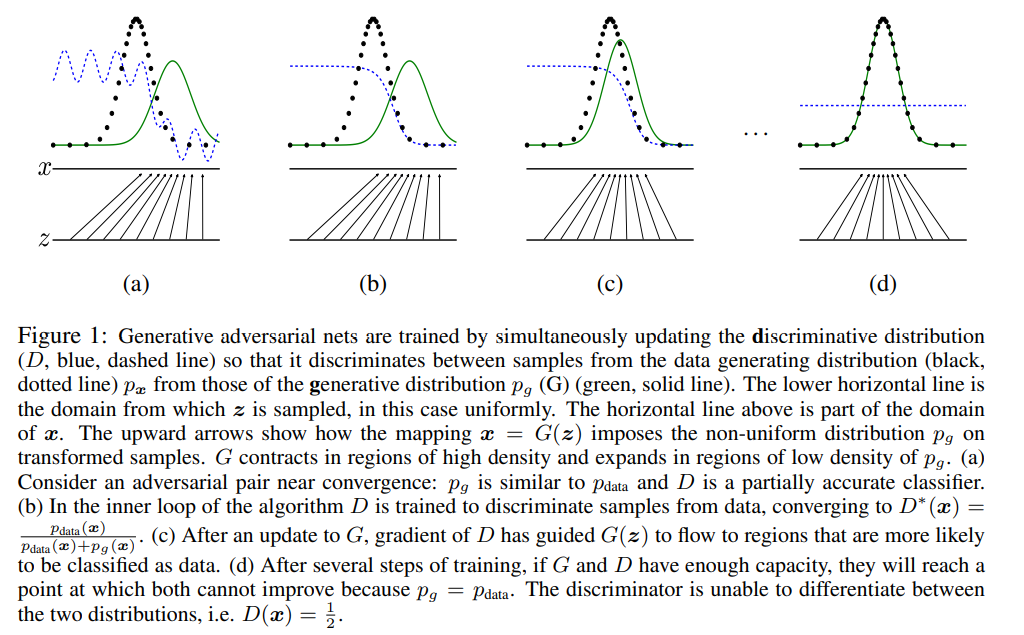 x
z
...
(a) (b) (c) (d)
Figure 1: Generative adversarial nets are trained by simultaneously updating the discriminative distribution
(D, blue, dashed line) so that it discriminates between samples from the data generating distribution (black,
dotted line) pₓ from those of the generative distribution p_g (G) (green, solid line). The lower horizontal line is
the domain from which z is sampled, in this case uniformly. The horizontal line above is part of the domain
of x. The upward arrows show how the mapping x = G(z) imposes the non-uniform distribution p_g on
transformed samples. G contracts in regions of high density and expands in regions of low density of p_g. (a)
Consider an adversarial pair near convergence: p_g is similar to p_data and D is a partially accurate classifier.
(b) In the inner loop of the algorithm D is trained to discriminate samples from data, converging to D*(x) =
p_data(x) / (p_data(x)+p_g(x)). (c) After an update to G, gradient of D has guided G(z) to flow to regions that are more likely
to be classified as data. (d) After several steps of training, if G and D have enough capacity, they will reach a
point at which both cannot improve because p_g = p_data. The discriminator is unable to differentiate between
the two distributions, i.e. D(x) = 1/2.